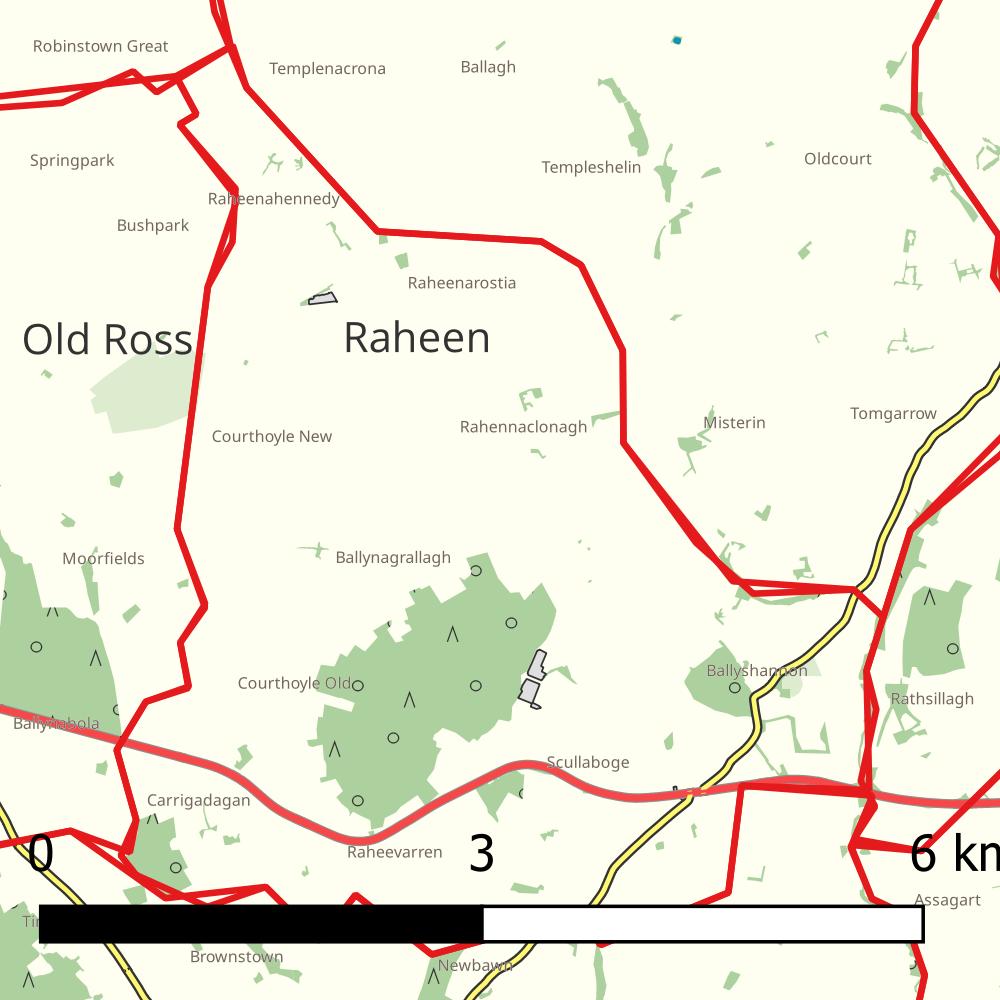 Robinstown Great
Templenacrona
Ballagh
Springpark
Templeshelin
Oldcourt
Raheenahennedy
Bushpark
Raheenarostia
Old Ross
Raheen
Courthoyle New
Rahennaclonagh
Misterin
Tomgarrow
Moorfields
Ballynagrallagh
Courthoyle Old
Ballyshannon
Rathsillagh
Ballynabola
Scullaboge
Carrigadagan
Raheevarren
0 3 6 km
Assagart
Brownstown
Newbawn